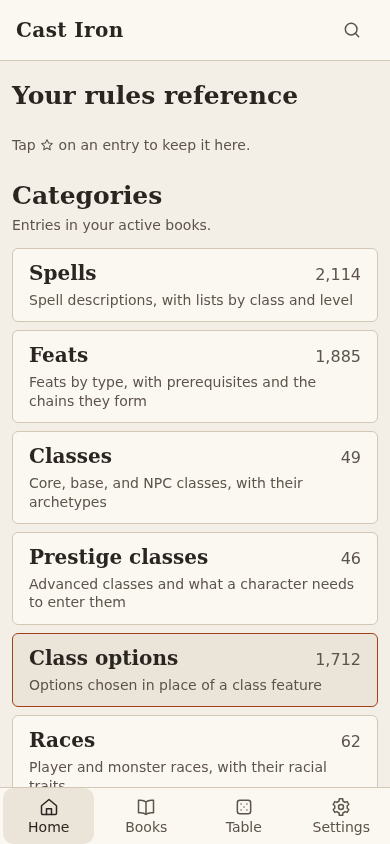 Cast Iron
Your rules reference
Tap ☆ on an entry to keep it here.
Categories
Entries in your active books.
Spells 2,114
Spell descriptions, with lists by class and level
Feats 1,885
Feats by type, with prerequisites and the
chains they form
Classes 49
Core, base, and NPC classes, with their
archetypes
Prestige classes 46
Advanced classes and what a character needs
to enter them
Class options 1,712
Options chosen in place of a class feature
Races 62
Player and monster races, with their racial
traits
Home Books Table Settings